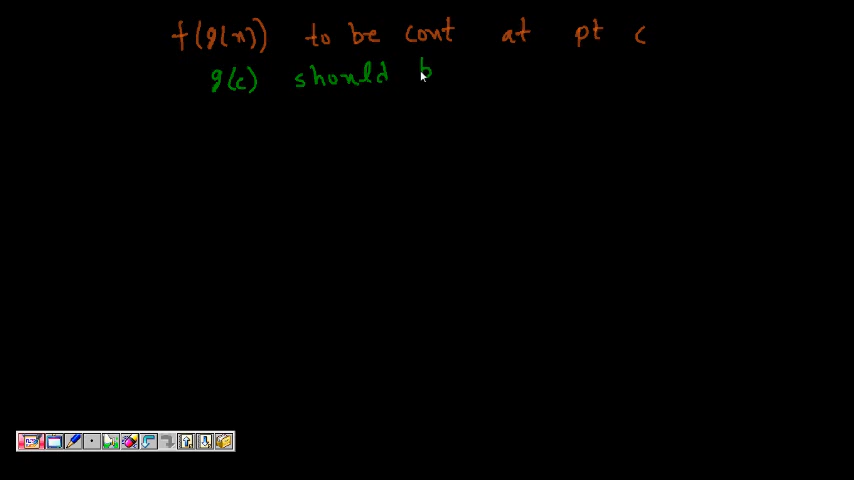 f(g(x)) to be cont at pt c
g(c) should b